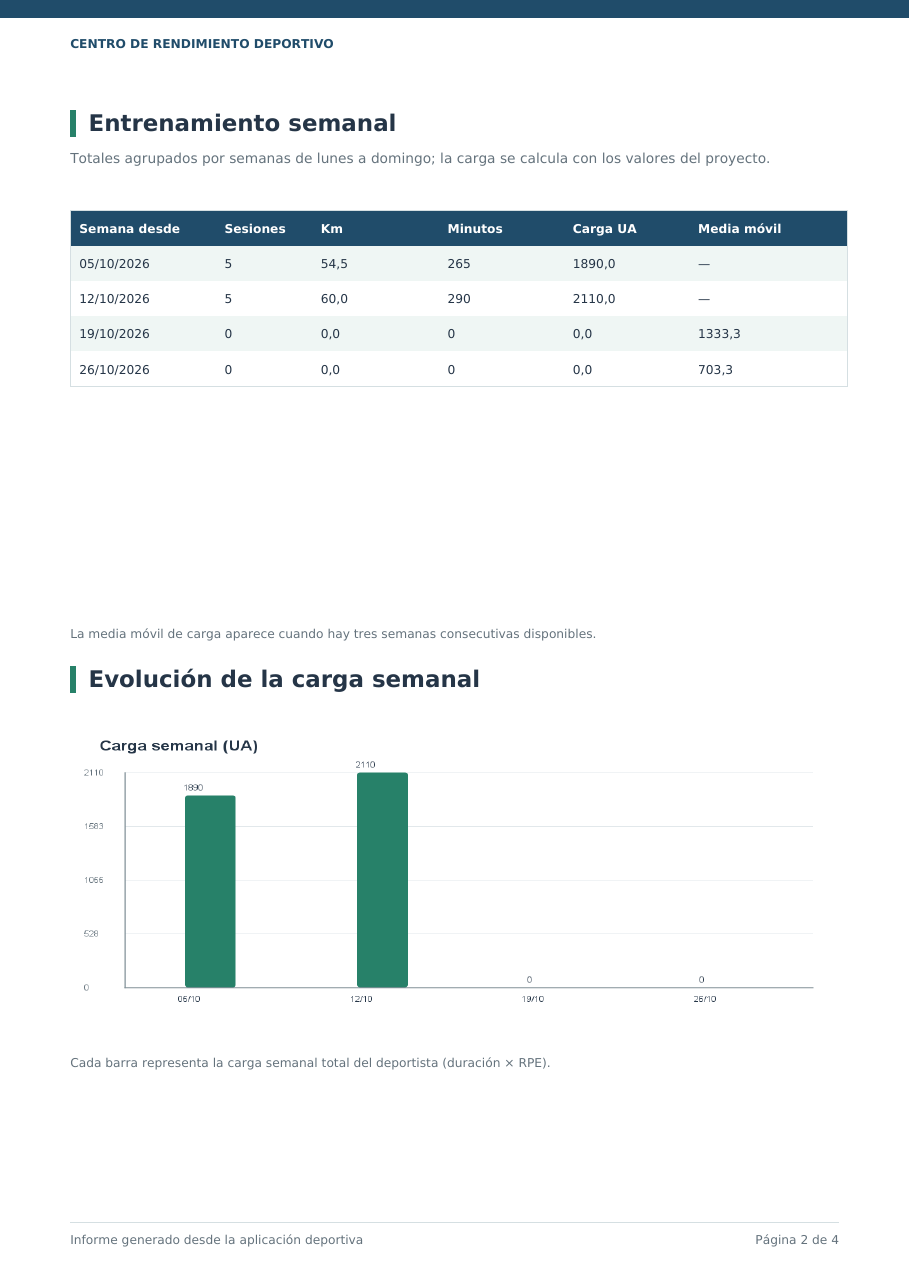 CENTRO DE RENDIMIENTO DEPORTIVO
Entrenamiento semanal
Totales agrupados por semanas de lunes a domingo; la carga se calcula con los valores del proyecto.
Semana desde Sesiones Km Minutos Carga UA Media móvil
05/10/2026 5 54,5 265 1890,0 —
12/10/2026 5 60,0 290 2110,0 —
19/10/2026 0 0,0 0 0,0 1333,3
26/10/2026 0 0,0 0 0,0 703,3
La media móvil de carga aparece cuando hay tres semanas consecutivas disponibles.
Evolución de la carga semanal
Carga semanal (UA)
2110
2110
1890
1583
1055
528
0 0
0
05/10 12/10 19/10 26/10
Cada barra representa la carga semanal total del deportista (duración × RPE).
Informe generado desde la aplicación deportiva Página 2 de 4